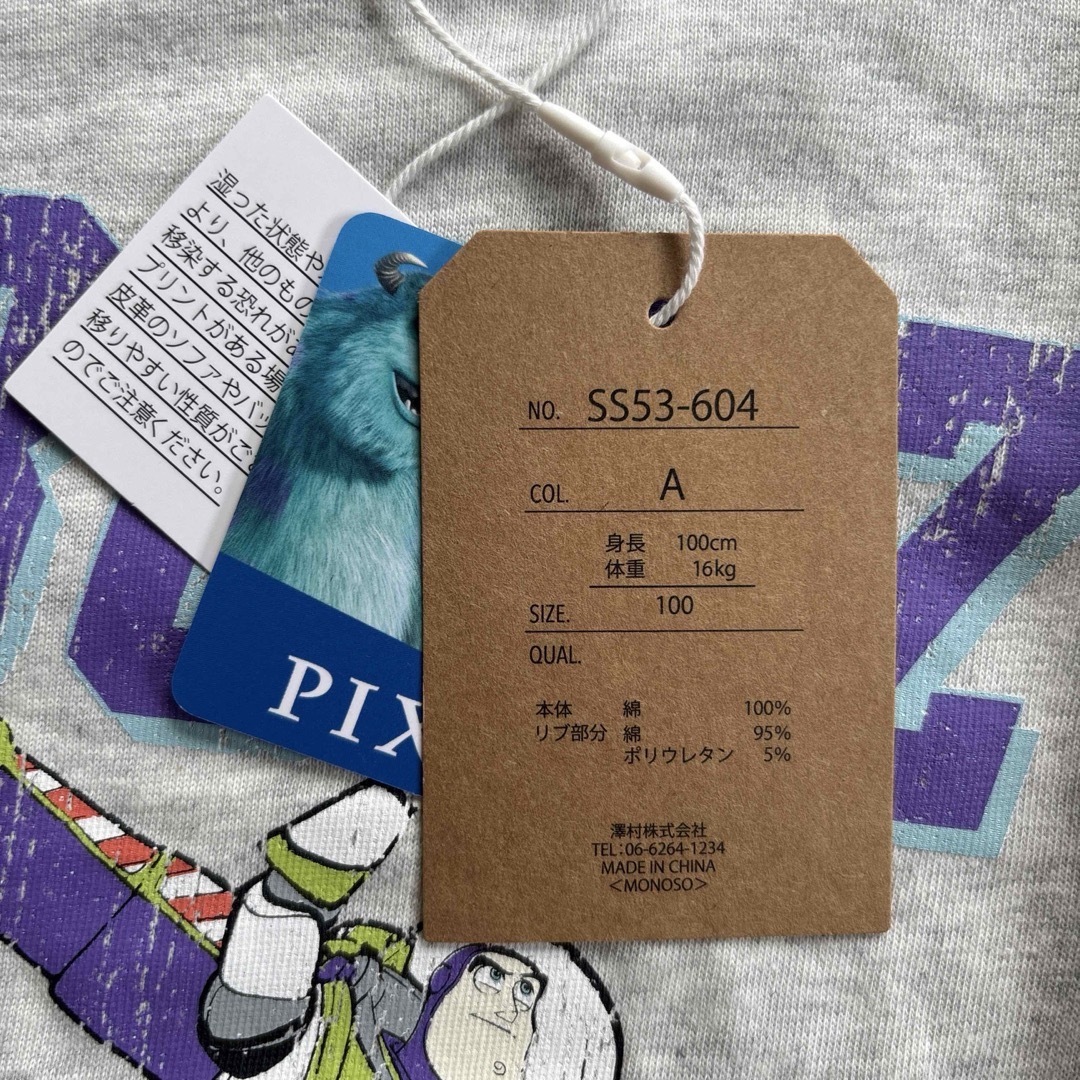 湿った状態や
より、他のもの
移染する恐れが
プリントがある場
皮革のソファやバッ
移りやすい性質がご
のでご注意ください。
PIX
NO. SS53-604
COL. A
身長 100cm
体重 16kg
SIZE. 100
QUAL.
本体 綿 100%
リブ部分 綿 95%
ポリウレタン 5%
澤村株式会社
TEL:06-6264-1234
MADE IN CHINA
<MONOSO>
Z